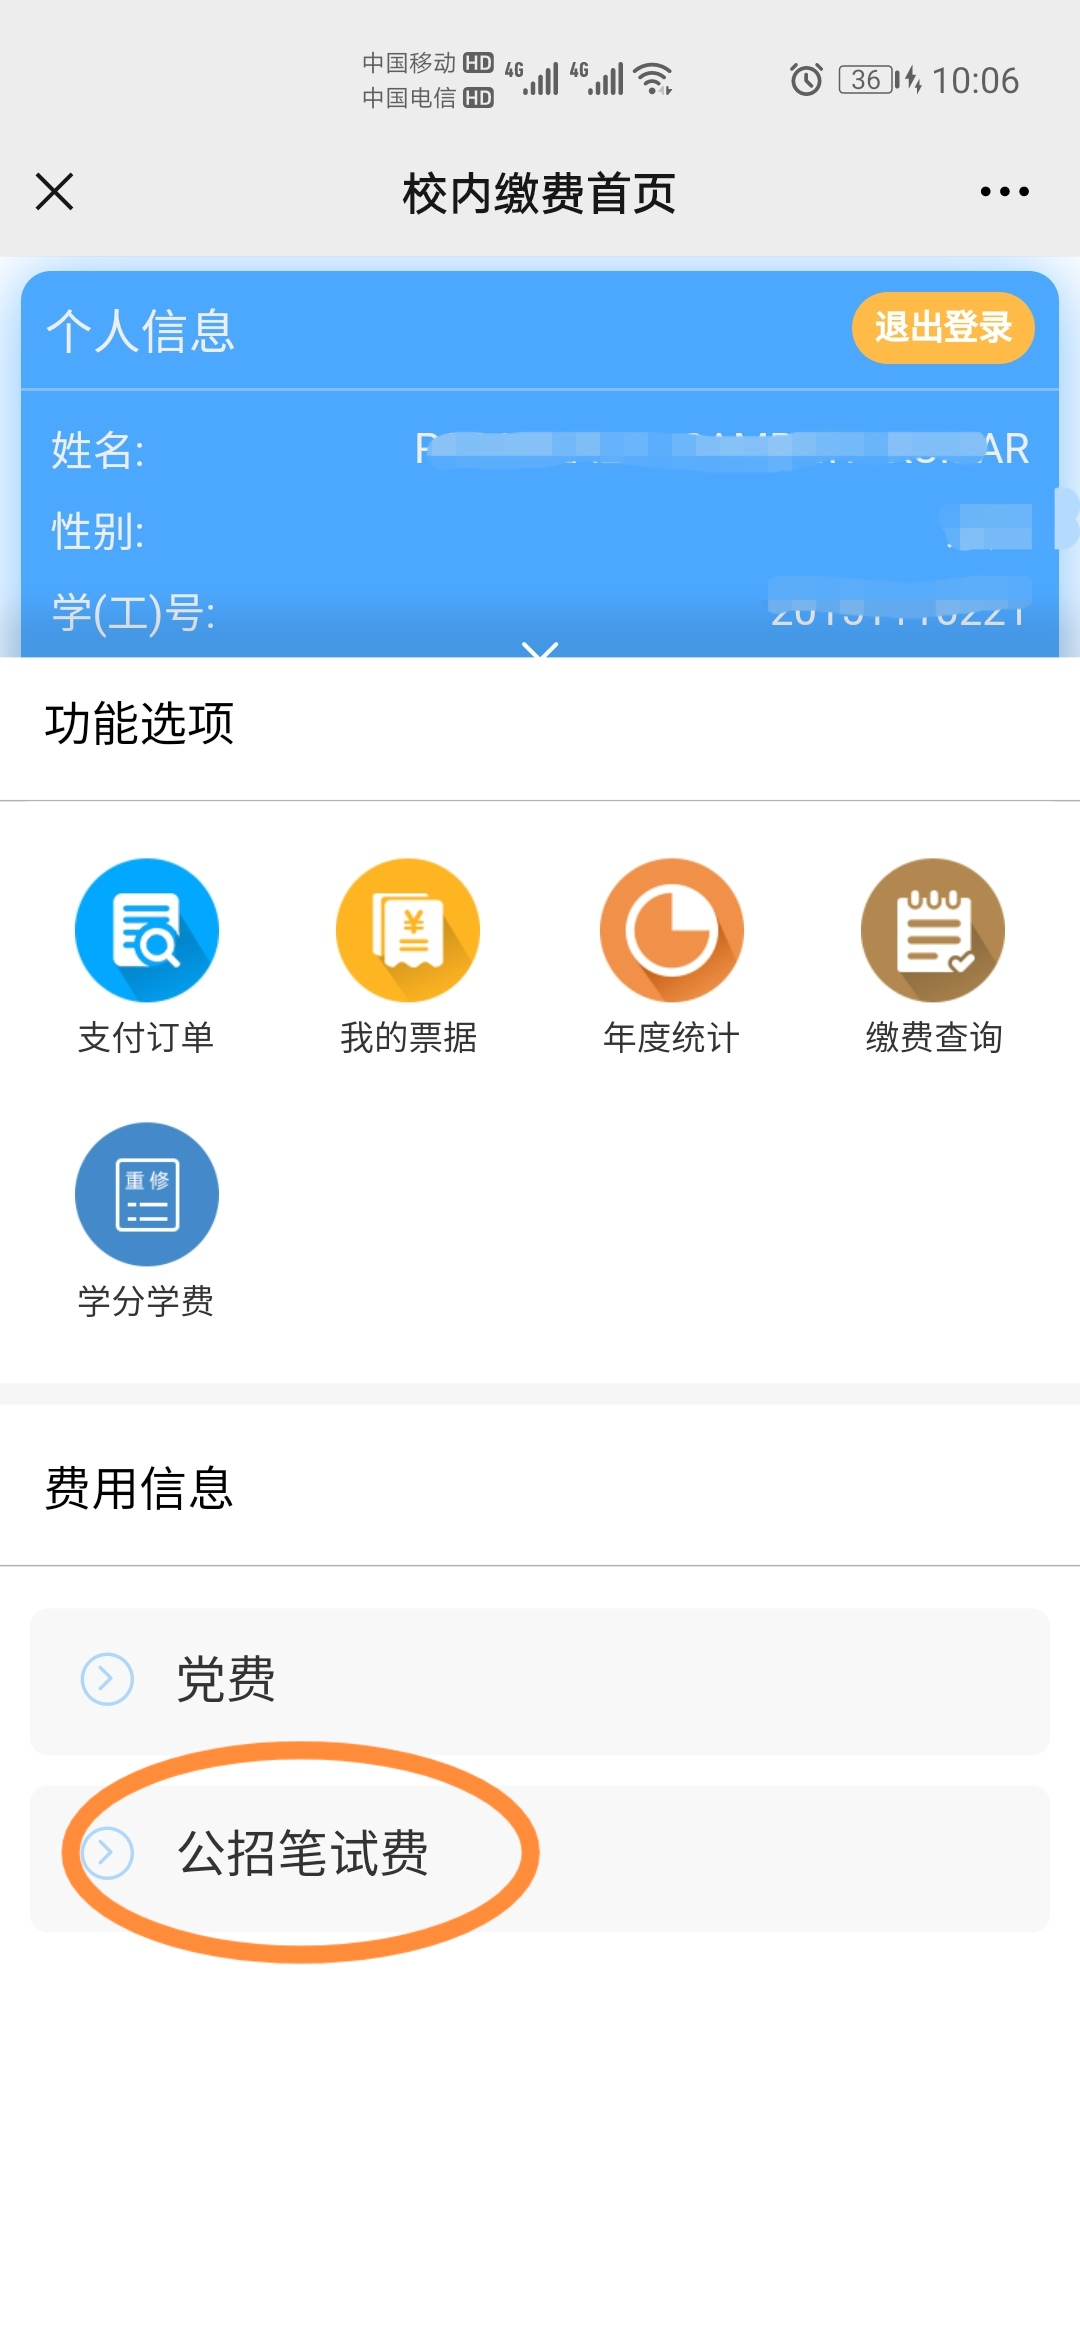 中国移动 HD 4G 4G 36 10:06
中国电信 HD
校内缴费首页
个人信息 退出登录
姓名:
性别:
学(工)号:
功能选项
支付订单 我的票据 年度统计 缴费查询
重修
学分学费
费用信息
党费
公招笔试费